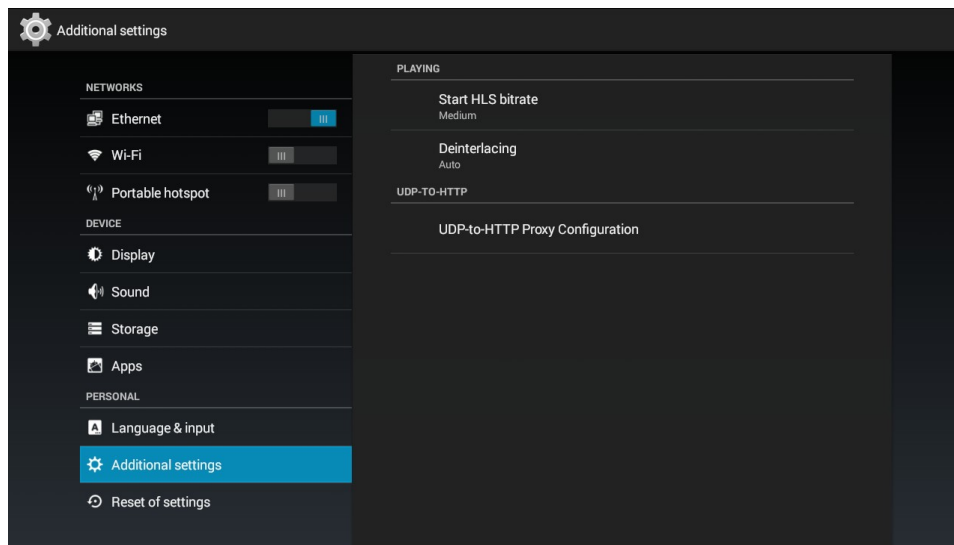 Additional settings
NETWORKS
Ethernet
Wi-Fi
Portable hotspot
DEVICE
Display
Sound
Storage
Apps
PERSONAL
Language & input
Additional settings
Reset of settings
PLAYING
Start HLS bitrate
Medium
Deinterlacing
Auto
UDP-TO-HTTP
UDP-to-HTTP Proxy Configuration